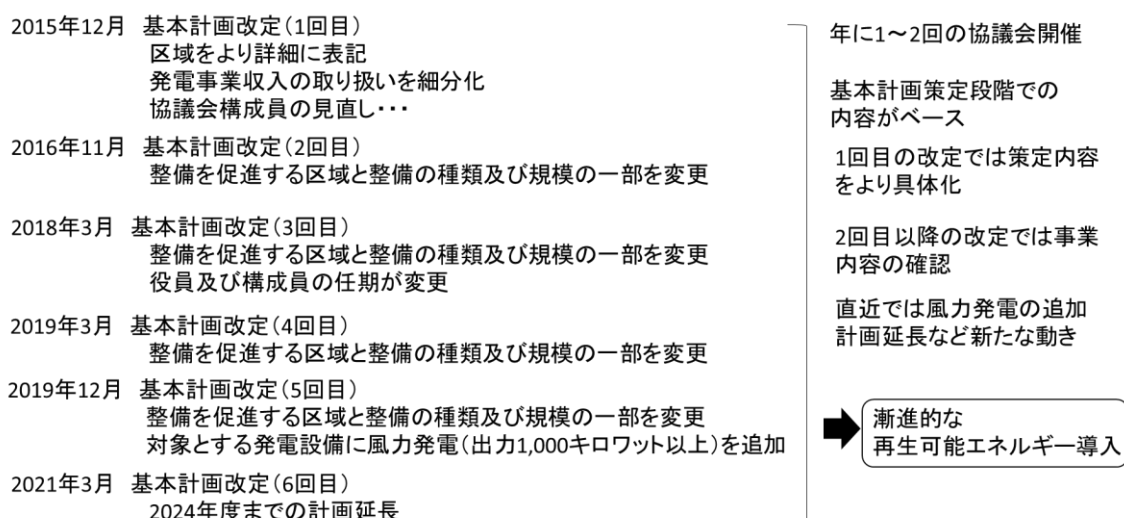 2015年12月 基本計画改定(1回目)
区域をより詳細に表記
発電事業収入の取り扱いを細分化
協議会構成員の見直し・・・
2016年11月 基本計画改定(2回目)
整備を促進する区域と整備の種類及び規模の一部を変更
2018年3月 基本計画改定(3回目)
整備を促進する区域と整備の種類及び規模の一部を変更
役員及び構成員の任期が変更
2019年3月 基本計画改定(4回目)
整備を促進する区域と整備の種類及び規模の一部を変更
2019年12月 基本計画改定(5回目)
整備を促進する区域と整備の種類及び規模の一部を変更
対象とする発電設備に風力発電(出力1,000キロワット以上)を追加
2021年3月 基本計画改定(6回目)
2024年度までの計画延長
年に1~2回の協議会開催
基本計画策定段階での
内容がベース
1回目の改定では策定内容
をより具体化
2回目以降の改定では事業
内容の確認
直近では風力発電の追加
計画延長など新たな動き
漸進的な
再生可能エネルギー導入